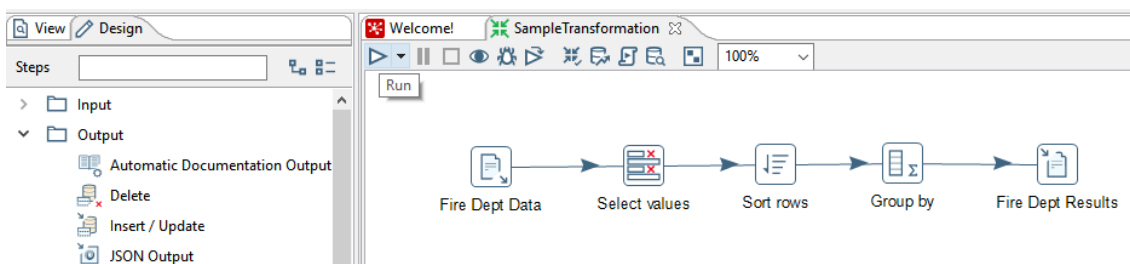 View Design
Welcome! SampleTransformation
Steps
100%
Run
Input
Output
Automatic Documentation Output
Delete
Insert / Update
JSON Output
Fire Dept Data Select values Sort rows Group by Fire Dept Results